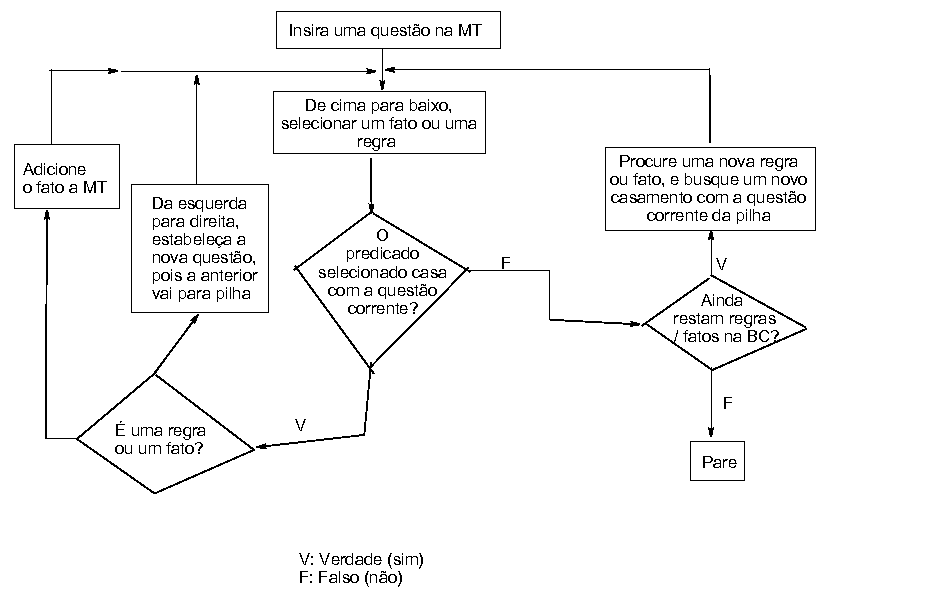 Insira uma questão na MT
De cima para baixo,
selecionar um fato ou uma
regra
Adicione
o fato a MT
Da esquerda
para direita,
estabeleça a
nova questão,
pois a anterior
vai para pilha
O
predicado
selecionado casa
com a questão
corrente?
F
Procure uma nova regra
ou fato, e busque um novo
casamento com a questão
corrente da pilha
V
Ainda
restam regras
/ fatos na BC?
F
Pare
V
É uma regra
ou um fato?
V: Verdade (sim)
F: Falso (não)